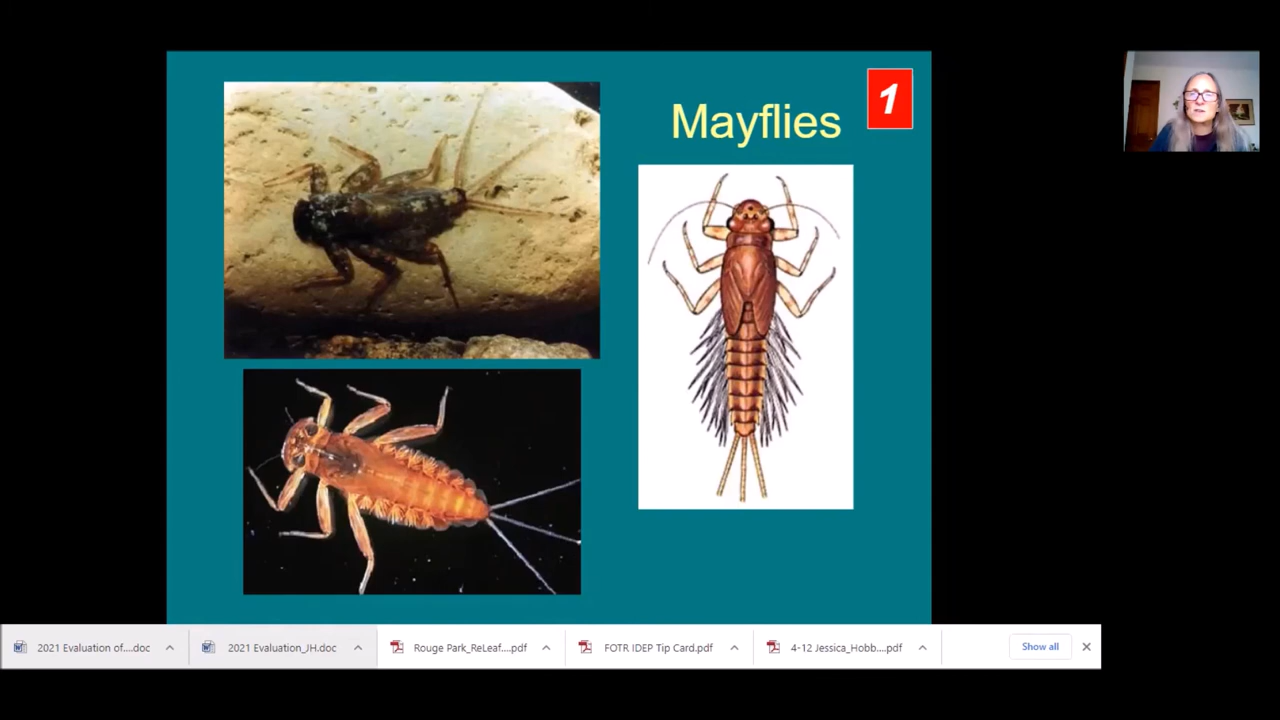 Mayflies
1
2021 Evaluation of....doc
2021 Evaluation_JH.doc
Rouge Park_ReLeaf....pdf
FOTR IDEP Tip Card.pdf
4-12 Jessica_Hobb....pdf
Show all